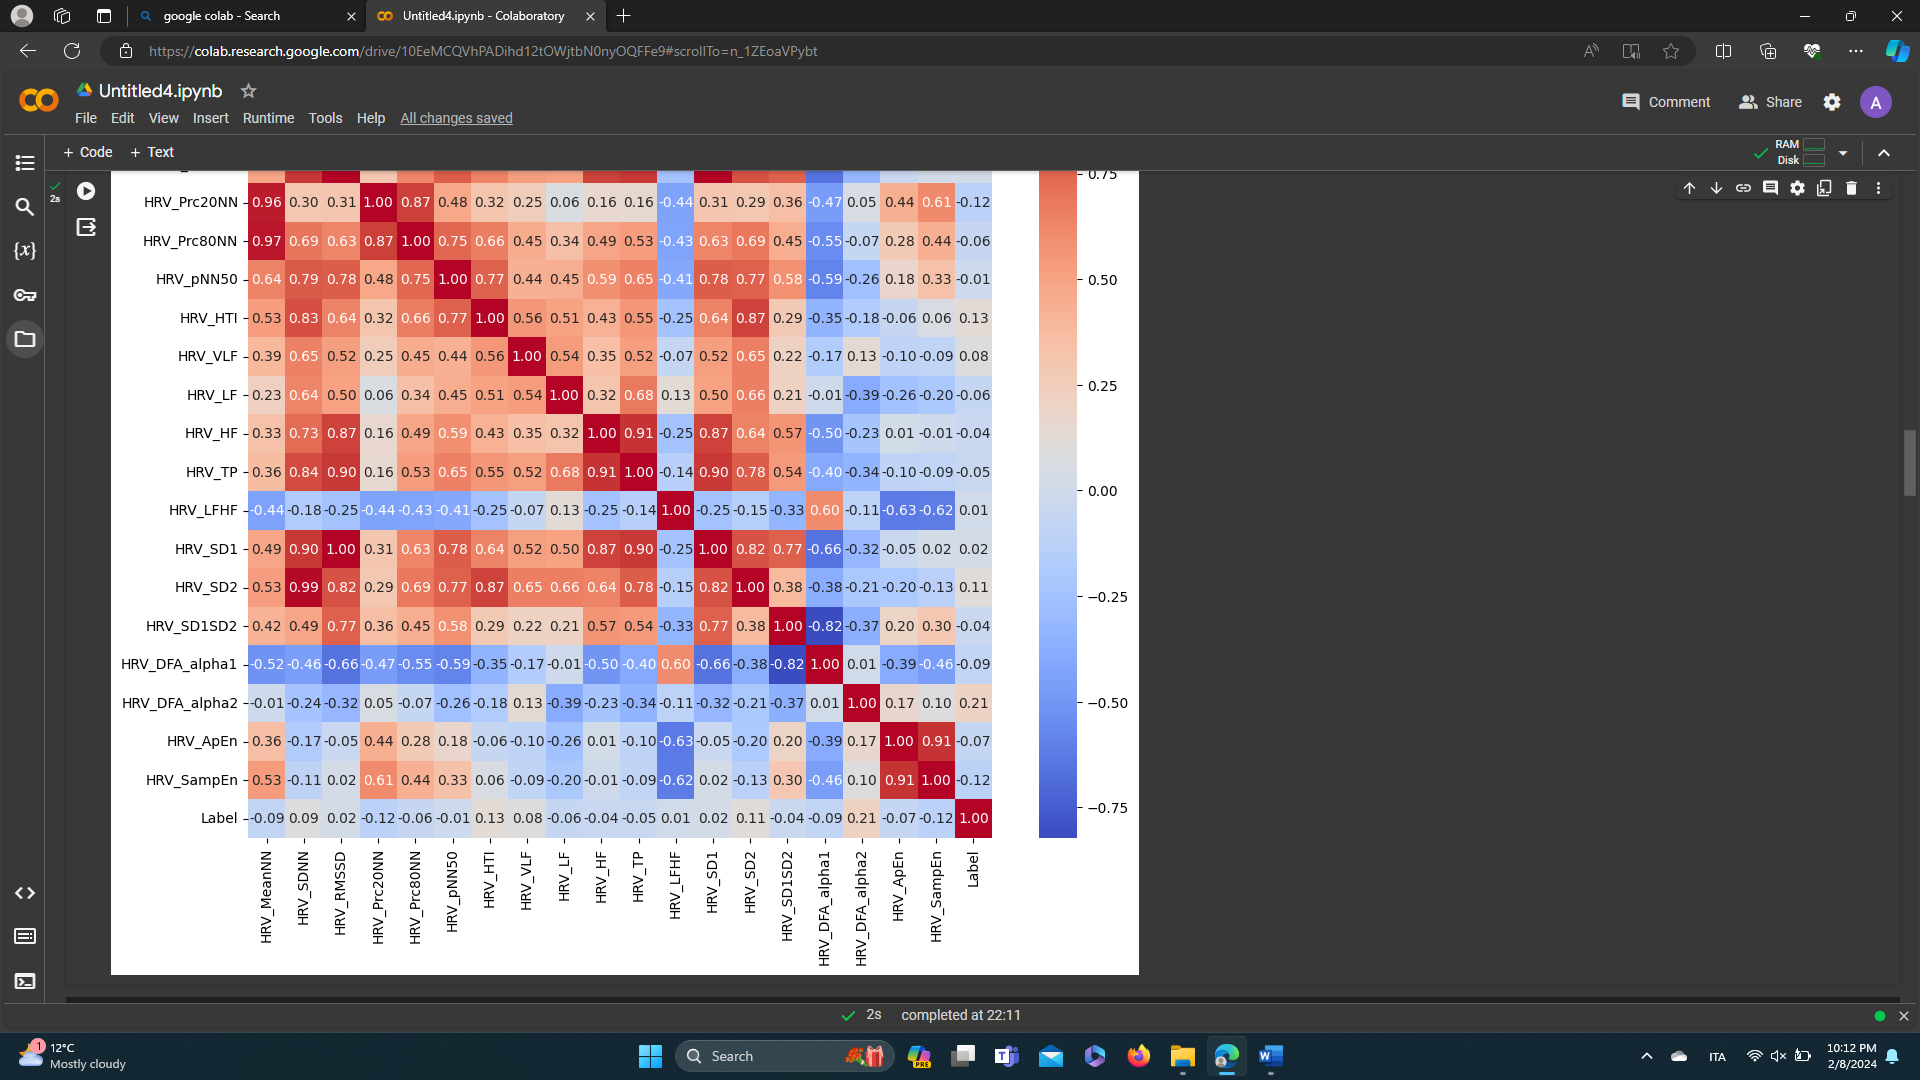 google colab - Search
Untitled4.ipynb - Colaboratory
https://colab.research.google.com/drive/10EeMCQVhPADihd12tOWjtbN0nyOQFFe9#scrollTo=n_1ZEoaVPybt
Untitled4.ipynb
File Edit View Insert Runtime Tools Help All changes saved
Comment Share A
+ Code + Text
RAM
Disk
2s
0.75
HRV_Prc20NN 0.96 0.30 0.31 1.00 0.87 0.48 0.32 0.25 0.06 0.16 0.16 -0.44 0.31 0.29 0.36 -0.47 0.05 0.44 0.61 -0.12
HRV_Prc80NN 0.97 0.69 0.63 0.87 1.00 0.75 0.66 0.45 0.34 0.49 0.53 -0.43 0.63 0.69 0.45 -0.55 -0.07 0.28 0.44 -0.06
HRV_pNN50 0.64 0.79 0.78 0.48 0.75 1.00 0.77 0.44 0.45 0.59 0.65 -0.41 0.78 0.77 0.58 -0.59 -0.26 0.18 0.33 -0.01
0.50
HRV_HTI 0.53 0.83 0.64 0.32 0.66 0.77 1.00 0.56 0.51 0.43 0.55 -0.25 0.64 0.87 0.29 -0.35 -0.18 -0.06 0.06 0.13
HRV_VLF 0.39 0.65 0.52 0.25 0.45 0.44 0.56 1.00 0.54 0.35 0.52 -0.07 0.52 0.65 0.22 -0.17 0.13 -0.10 -0.09 0.08
0.25
HRV_LF 0.23 0.64 0.50 0.06 0.34 0.45 0.51 0.54 1.00 0.32 0.68 0.13 0.50 0.66 0.21 -0.01 -0.39 -0.26 -0.20 -0.06
HRV_HF 0.33 0.73 0.87 0.16 0.49 0.59 0.43 0.35 0.32 1.00 0.91 -0.25 0.87 0.64 0.57 -0.50 -0.23 0.01 -0.01 -0.04
HRV_TP 0.36 0.84 0.90 0.16 0.53 0.65 0.55 0.52 0.68 0.91 1.00 -0.14 0.90 0.78 0.54 -0.40 -0.34 -0.10 -0.09 -0.05
0.00
HRV_LFHF -0.44 -0.18 -0.25 -0.44 -0.43 -0.41 -0.25 -0.07 0.13 -0.25 -0.14 1.00 -0.25 -0.15 -0.33 0.60 -0.11 -0.63 -0.62 0.01
HRV_SD1 0.49 0.90 1.00 0.31 0.63 0.78 0.64 0.52 0.50 0.87 0.90 -0.25 1.00 0.82 0.77 -0.66 -0.32 -0.05 0.02 0.02
HRV_SD2 0.53 0.99 0.82 0.29 0.69 0.77 0.87 0.65 0.66 0.64 0.78 -0.15 0.82 1.00 0.38 -0.38 -0.21 -0.20 -0.13 0.11
−0.25
HRV_SD1SD2 0.42 0.49 0.77 0.36 0.45 0.58 0.29 0.22 0.21 0.57 0.54 -0.33 0.77 0.38 1.00 -0.82 -0.37 0.20 0.30 -0.04
HRV_DFA_alpha1 -0.52 -0.46 -0.66 -0.47 -0.55 -0.59 -0.35 -0.17 -0.01 -0.50 -0.40 0.60 -0.66 -0.38 -0.82 1.00 0.01 -0.39 -0.46 -0.09
HRV_DFA_alpha2 -0.01 -0.24 -0.32 0.05 -0.07 -0.26 -0.18 0.13 -0.39 -0.23 -0.34 -0.11 -0.32 -0.21 -0.37 0.01 1.00 0.17 0.10 0.21
−0.50
HRV_ApEn 0.36 -0.17 -0.05 0.44 0.28 0.18 -0.06 -0.10 -0.26 0.01 -0.10 -0.63 -0.05 -0.20 0.20 -0.39 0.17 1.00 0.91 -0.07
HRV_SampEn 0.53 -0.11 0.02 0.61 0.44 0.33 0.06 -0.09 -0.20 -0.01 -0.09 -0.62 0.02 -0.13 0.30 -0.46 0.10 0.91 1.00 -0.12
−0.75
Label -0.09 0.09 0.02 -0.12 -0.06 -0.01 0.13 0.08 -0.06 -0.04 -0.05 0.01 0.02 0.11 -0.04 -0.09 0.21 -0.07 -0.12 1.00
HRV_MeanNN
HRV_SDNN
HRV_RMSSD
HRV_Prc20NN
HRV_Prc80NN
HRV_pNN50
HRV_HTI
HRV_VLF
HRV_LF
HRV_HF
HRV_TP
HRV_LFHF
HRV_SD1
HRV_SD2
HRV_SD1SD2
HRV_DFA_alpha1
HRV_DFA_alpha2
HRV_ApEn
HRV_SampEn
Label
2s completed at 22:11
1
12°C
Mostly cloudy
Search
PRE
ITA
10:12 PM
2/8/2024